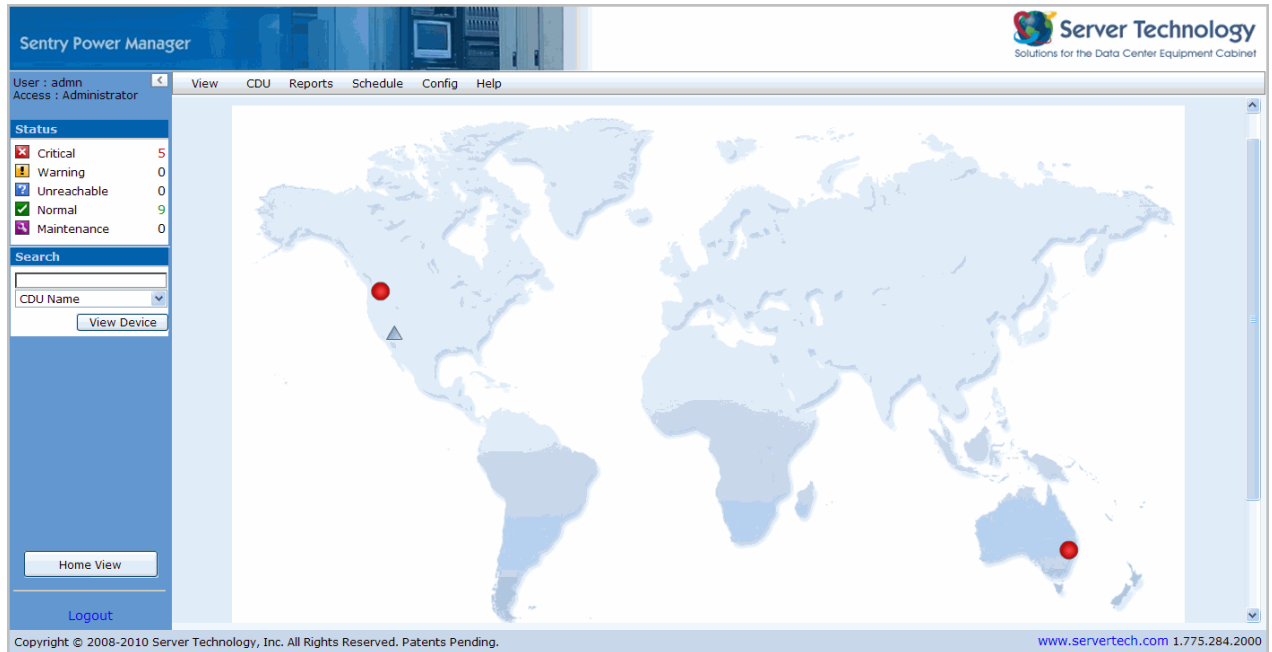 Sentry Power Manager
Server Technology
Solutions for the Data Center Equipment Cabinet
User : admn
Access : Administrator
View CDU Reports Schedule Config Help
Status
Critical 5
Warning 0
Unreachable 0
Normal 9
Maintenance 0
Search
CDU Name
View Device
Home View
Logout
Copyright © 2008-2010 Server Technology, Inc. All Rights Reserved. Patents Pending.
www.servertech.com 1.775.284.2000